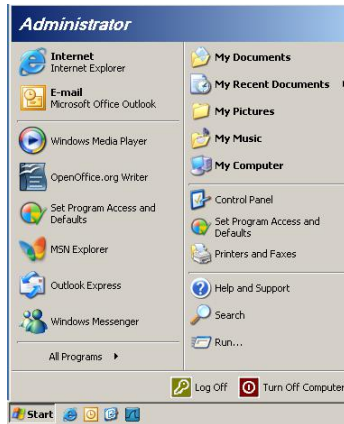 Administrator
Internet
Internet Explorer
E-mail
Microsoft Office Outlook
Windows Media Player
OpenOffice.org Writer
Set Program Access and
Defaults
MSN Explorer
Outlook Express
Windows Messenger
All Programs
My Documents
My Recent Documents
My Pictures
My Music
My Computer
Control Panel
Set Program Access and
Defaults
Printers and Faxes
Help and Support
Search
Run...
Log Off
Turn Off Computer
Start